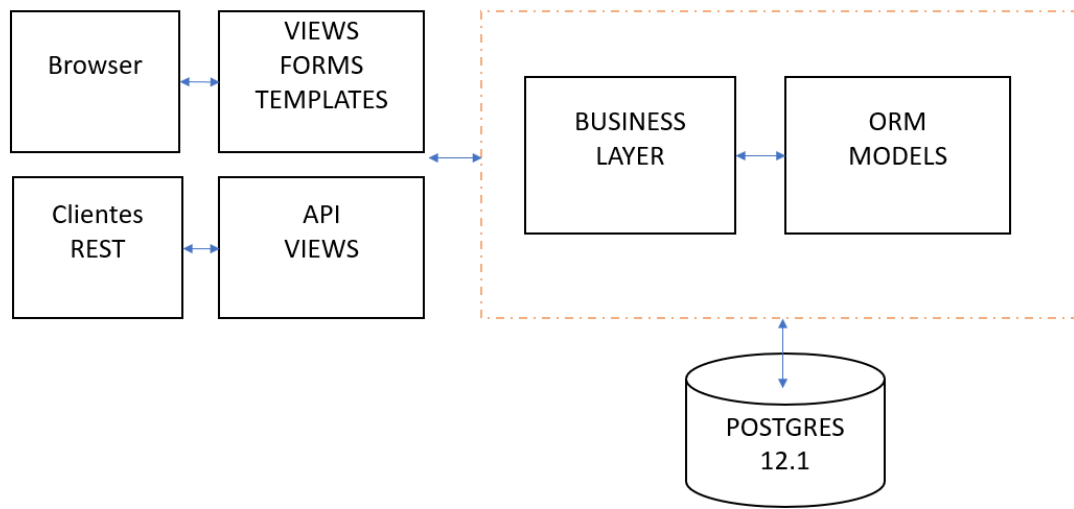 Browser
VIEWS
FORMS
TEMPLATES
BUSINESS
LAYER
ORM
MODELS
Clientes
REST
API
VIEWS
POSTGRES
12.1